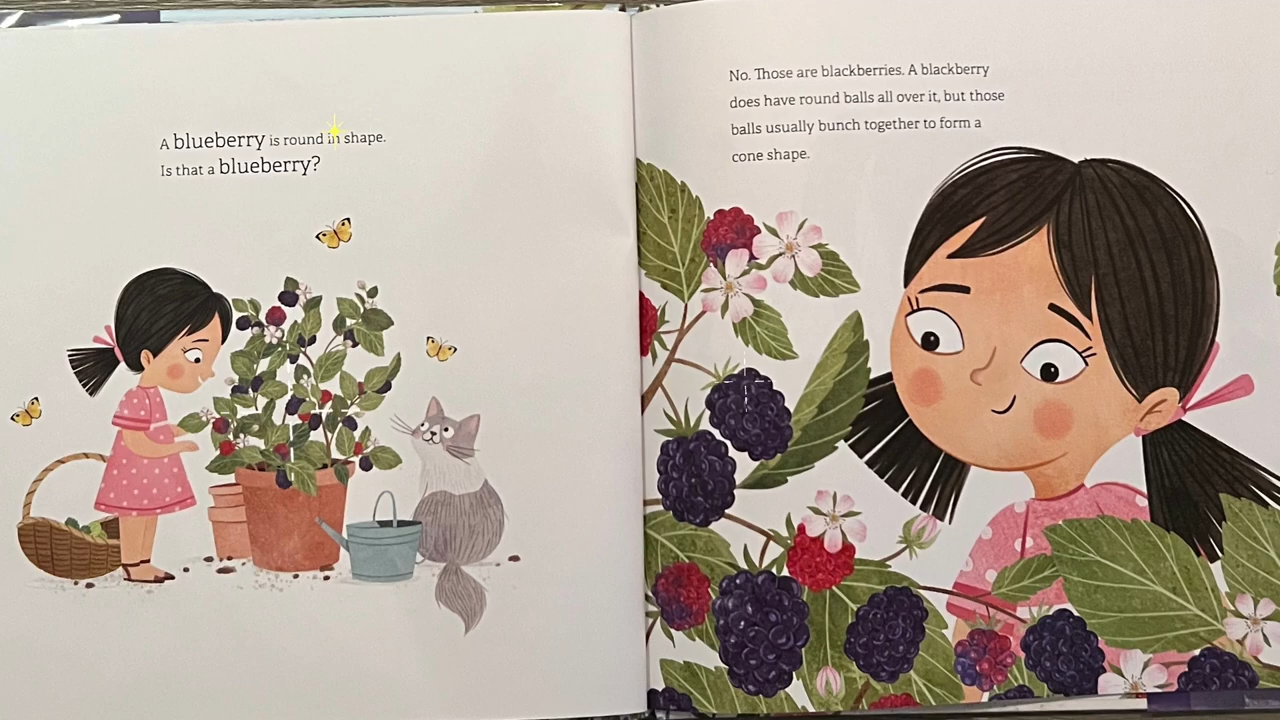 A blueberry is round in shape.
Is that a blueberry?
No. Those are blackberries. A blackberry
does have round balls all over it, but those
balls usually bunch together to form a
cone shape.